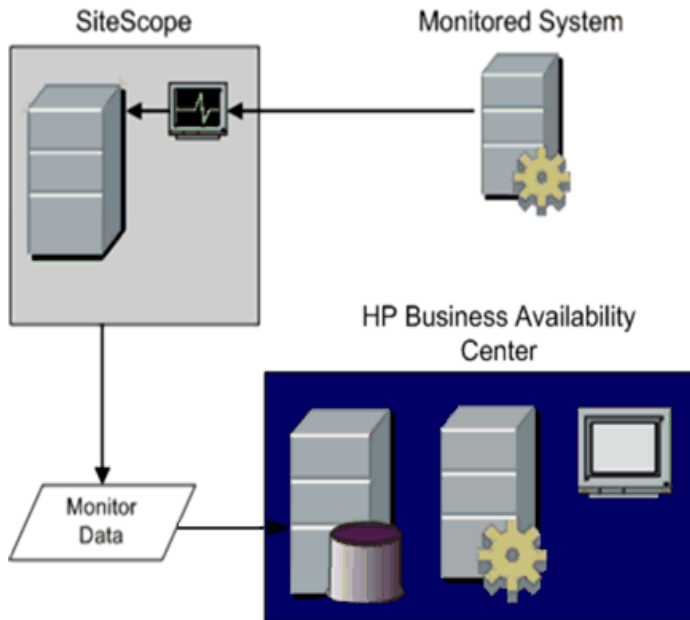 SiteScope
Monitored System
HP Business Availability
Center
Monitor
Data